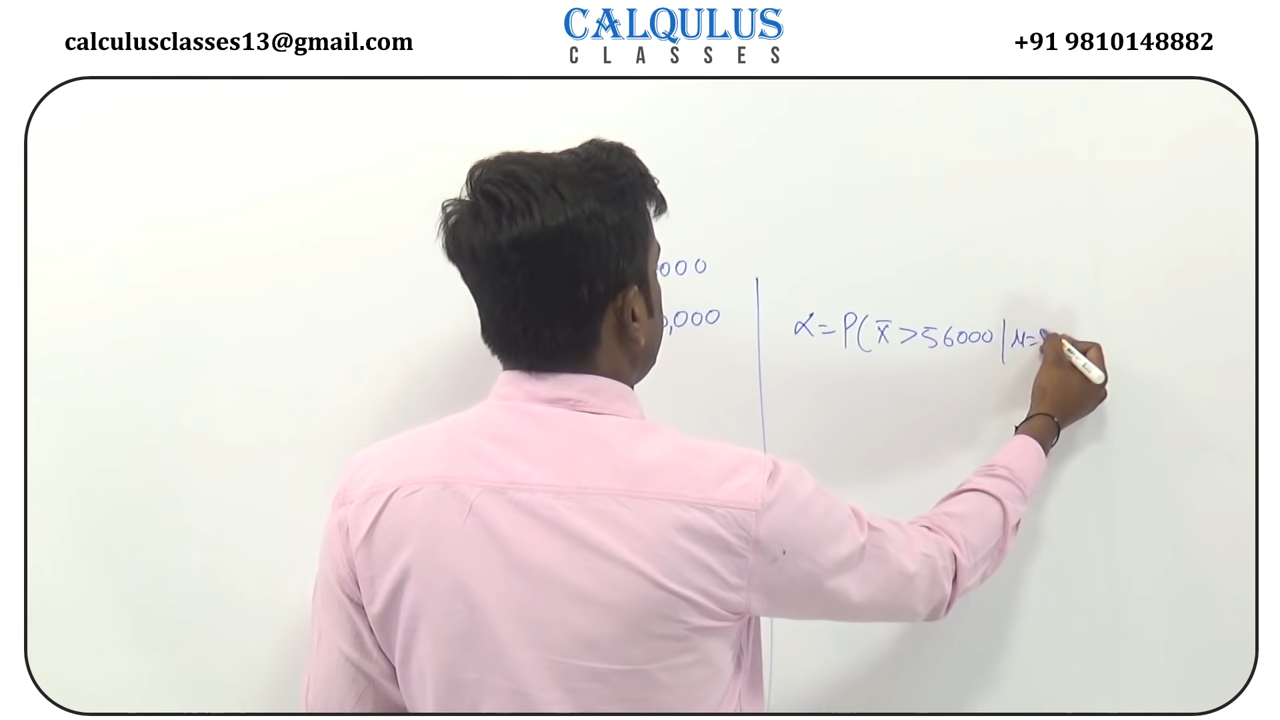 calculusclasses13@gmail.com
CALQULUS
CLASSES
+91 9810148882
000
,000
α = P( x̄ > 56000 | μ =